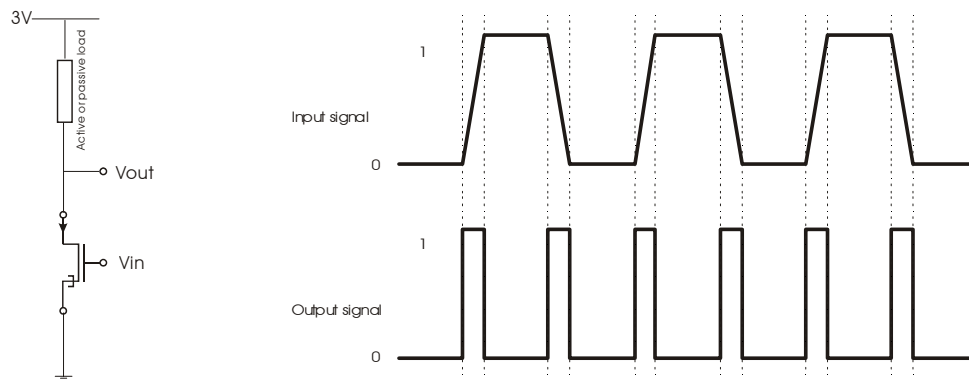 3V
Active or passive load
Vout
Vin
1
Input signal
0
1
Output signal
0